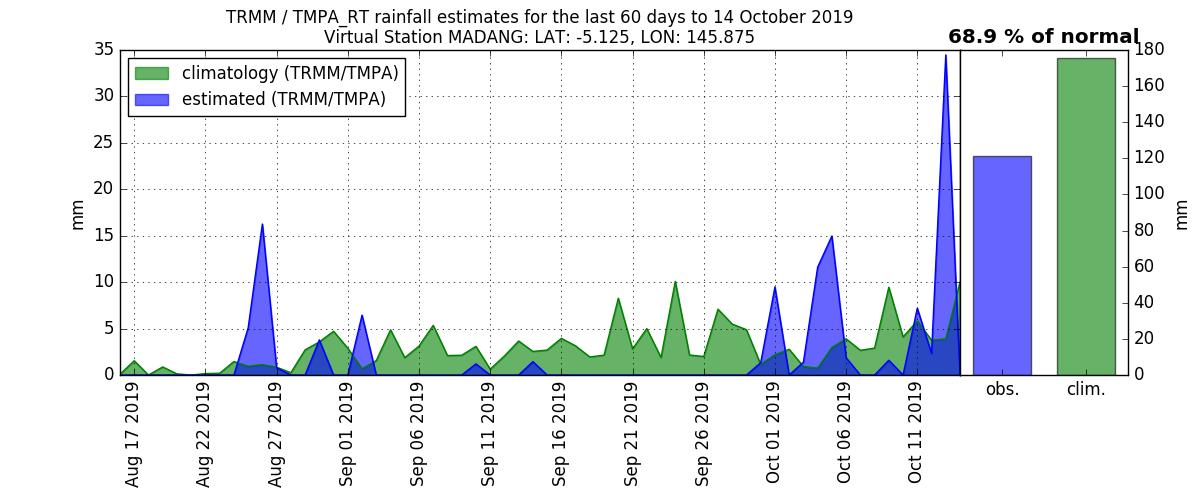 TRMM / TMPA_RT rainfall estimates for the last 60 days to 14 October 2019
Virtual Station MADANG: LAT: -5.125, LON: 145.875
68.9 % of normal
climatology (TRMM/TMPA)
estimated (TRMM/TMPA)
35
30
25
20
15
10
5
0
mm
Aug 17 2019
Aug 22 2019
Aug 27 2019
Sep 01 2019
Sep 06 2019
Sep 11 2019
Sep 16 2019
Sep 21 2019
Sep 26 2019
Oct 01 2019
Oct 06 2019
Oct 11 2019
obs.
clim.
180
160
140
120
100
80
60
40
20
0
mm